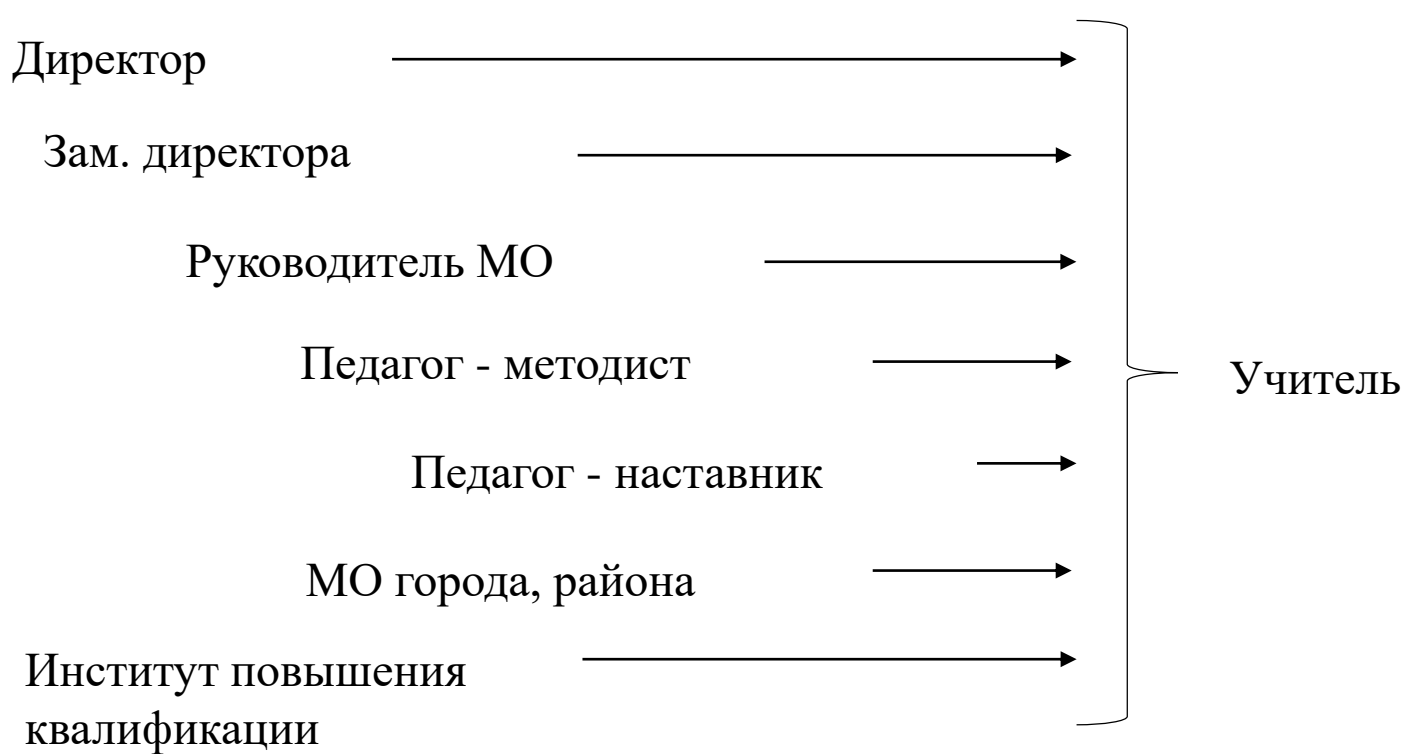 Директор
Зам. директора
Руководитель МО
Педагог - методист
Учитель
Педагог - наставник
МО города, района
Институт повышения
квалификации